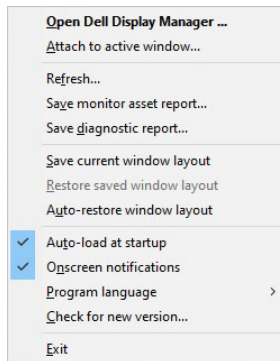 Open Dell Display Manager ...
Attach to active window...
Refresh...
Save monitor asset report...
Save diagnostic report...
Save current window layout
Restore saved window layout
Auto-restore window layout
Auto-load at startup
Onscreen notifications
Program language
Check for new version...
Exit